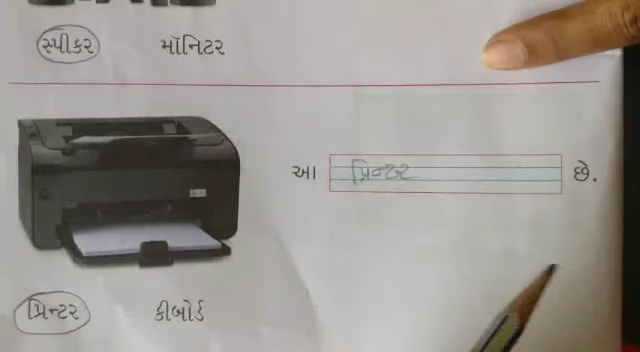 સ્પીકર મૉનિટર
આ પ્રિન્ટર છે.
પ્રિન્ટર કીબોર્ડ